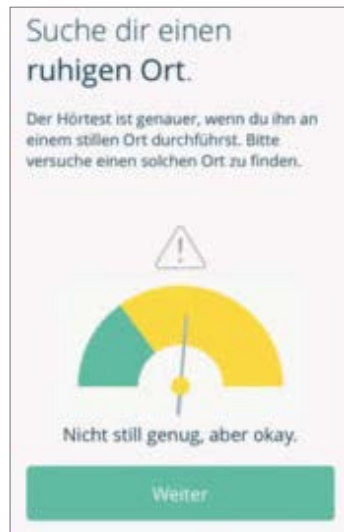 Suche dir einen
ruhigen Ort.
Der Hörtest ist genauer, wenn du ihn an
einem stillen Ort durchführst. Bitte
versuche einen solchen Ort zu finden.
Nicht still genug, aber okay.
Weiter